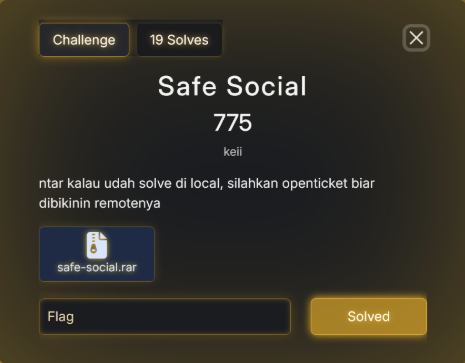 Challenge
19 Solves
Safe Social
775
keii
ntar kalau udah solve di local, silahkan openticket biar
dibikinin remotenya
safe-social.rar
Flag
Solved